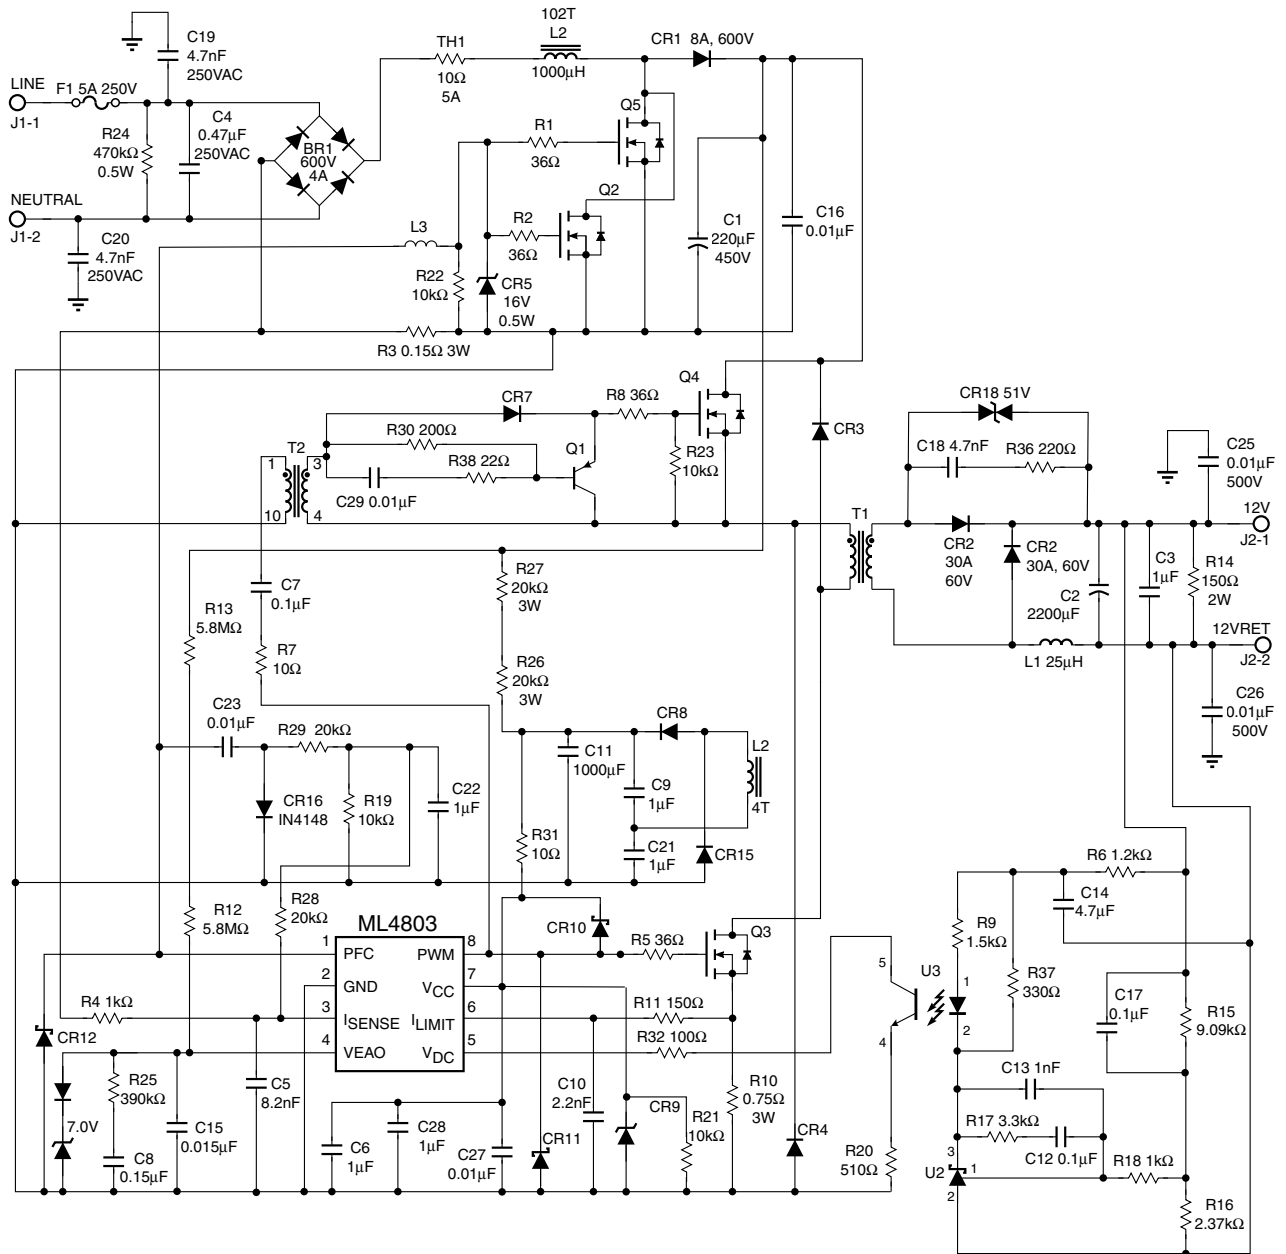 102T
L2
1000µH
C19
4.7nF
250VAC
TH1
10Ω
5A
CR1 8A, 600V
LINE
J1-1
F1 5A 250V
C4
0.47µF
250VAC
R24
470kΩ
0.5W
BR1
600V
4A
R1
36Ω
Q5
Q2
NEUTRAL
J1-2
C20
4.7nF
250VAC
L3
R2
36Ω
C1
220µF
450V
C16
0.01µF
R22
10kΩ
CR5
16V
0.5W
R3 0.15Ω 3W
CR7
R8 36Ω
Q4
CR3
CR18 51V
R30 200Ω
Q1
T2
1
3
10
4
R38 22Ω
C29 0.01µF
R23
10kΩ
C18 4.7nF
R36 220Ω
C25
0.01µF
500V
T1
12V
J2-1
CR2
30A
60V
CR2
30A, 60V
C3
1µF
R14
150Ω
2W
C2
2200µF
12VRET
J2-2
L1 25µH
C26
0.01µF
500V
R27
20kΩ
3W
C7
0.1µF
R13
5.8MΩ
R7
10Ω
R26
20kΩ
3W
C23
0.01µF
R29 20kΩ
CR8
C11
1000µF
L2
4T
C9
1µF
CR16
IN4148
R19
10kΩ
C22
1µF
R31
10Ω
C21
1µF
CR15
R6 1.2kΩ
C14
4.7µF
R12
5.8MΩ
R28
20kΩ
ML4803
CR10
R5 36Ω
Q3
R9
1.5kΩ
1
PFC
PWM
8
2
GND
VCC
7
3
ISENSE
ILIMIT
6
4
VEAO
VDC
5
R4 1kΩ
CR12
R11 150Ω
R32 100Ω
5
U3
4
1
2
R37
330Ω
C17
0.1µF
R15
9.09kΩ
R25
390kΩ
7.0V
C8
0.15µF
C15
0.015µF
C5
8.2nF
C6
1µF
C28
1µF
C27
0.01µF
CR11
C10
2.2nF
CR9
R21
10kΩ
R10
0.75Ω
3W
CR4
R20
510Ω
C13 1nF
R17 3.3kΩ
C12 0.1µF
U2
3
1
2
R18 1kΩ
R16
2.37kΩ